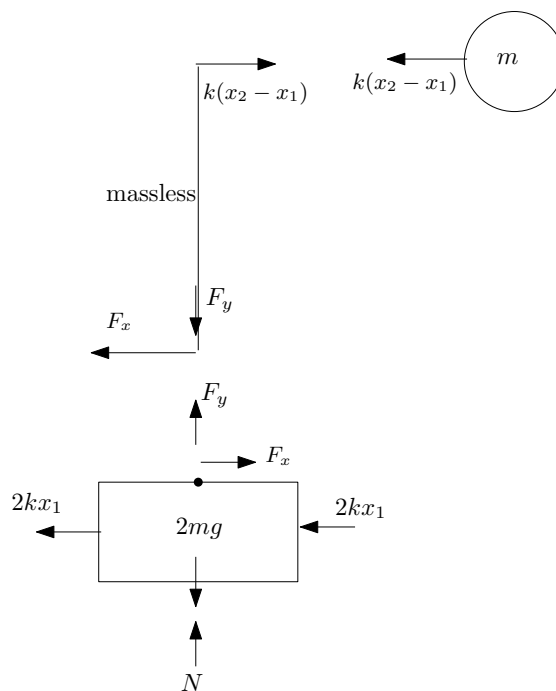 m
k(x₂ − x₁) k(x₂ − x₁)
massless
F_y
F_x
F_y
F_x
2kx₁ 2kx₁
2mg
N